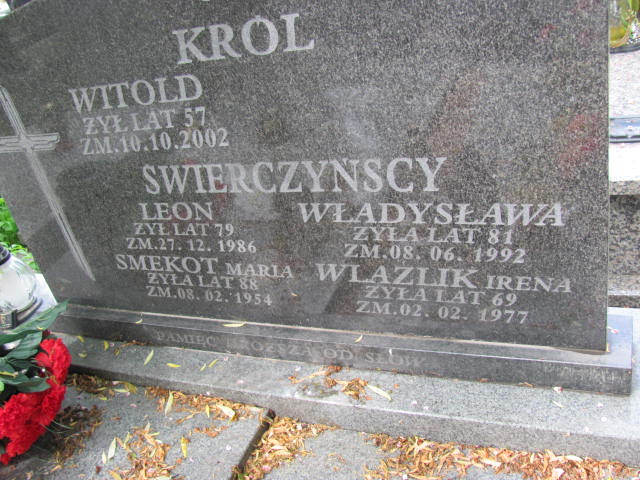 KRÓL
WITOLD
ŻYŁ LAT 57
ZM.10.10.2002
ŚWIERCZYŃSCY
LEON WŁADYSŁAWA
ŻYŁ LAT 79 ŻYŁA LAT 81
ZM.27.12.1986 ZM.08.06.1992
SMEKOT MARIA WLAZLIK IRENA
ŻYŁA LAT 88 ŻYŁA LAT 69
ZM.08.02.1954 ZM.02.02.1977
PAMIĘĆ